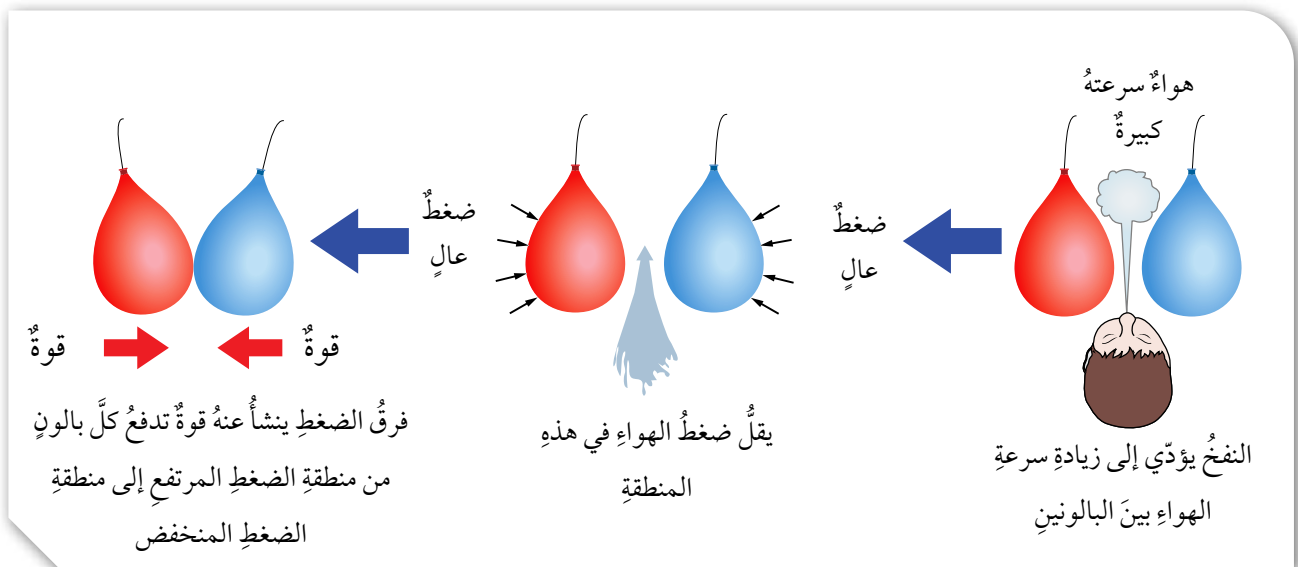 هواءٌ سرعتهُ
كبيرةٌ
النفخُ يؤدّي إلى زيادةِ سرعةِ
الهواءِ بينَ البالونينِ
ضغطٌ
عالٍ
ضغطٌ
عالٍ
يقلُّ ضغطُ الهواءِ في هذهِ
المنطقةِ
قوةٌ
قوةٌ
فرقُ الضغطِ ينشأُ عنهُ قوةٌ تدفعُ كلَّ بالونٍ
من منطقةِ الضغطِ المرتفعِ إلى منطقةِ
الضغطِ المنخفض